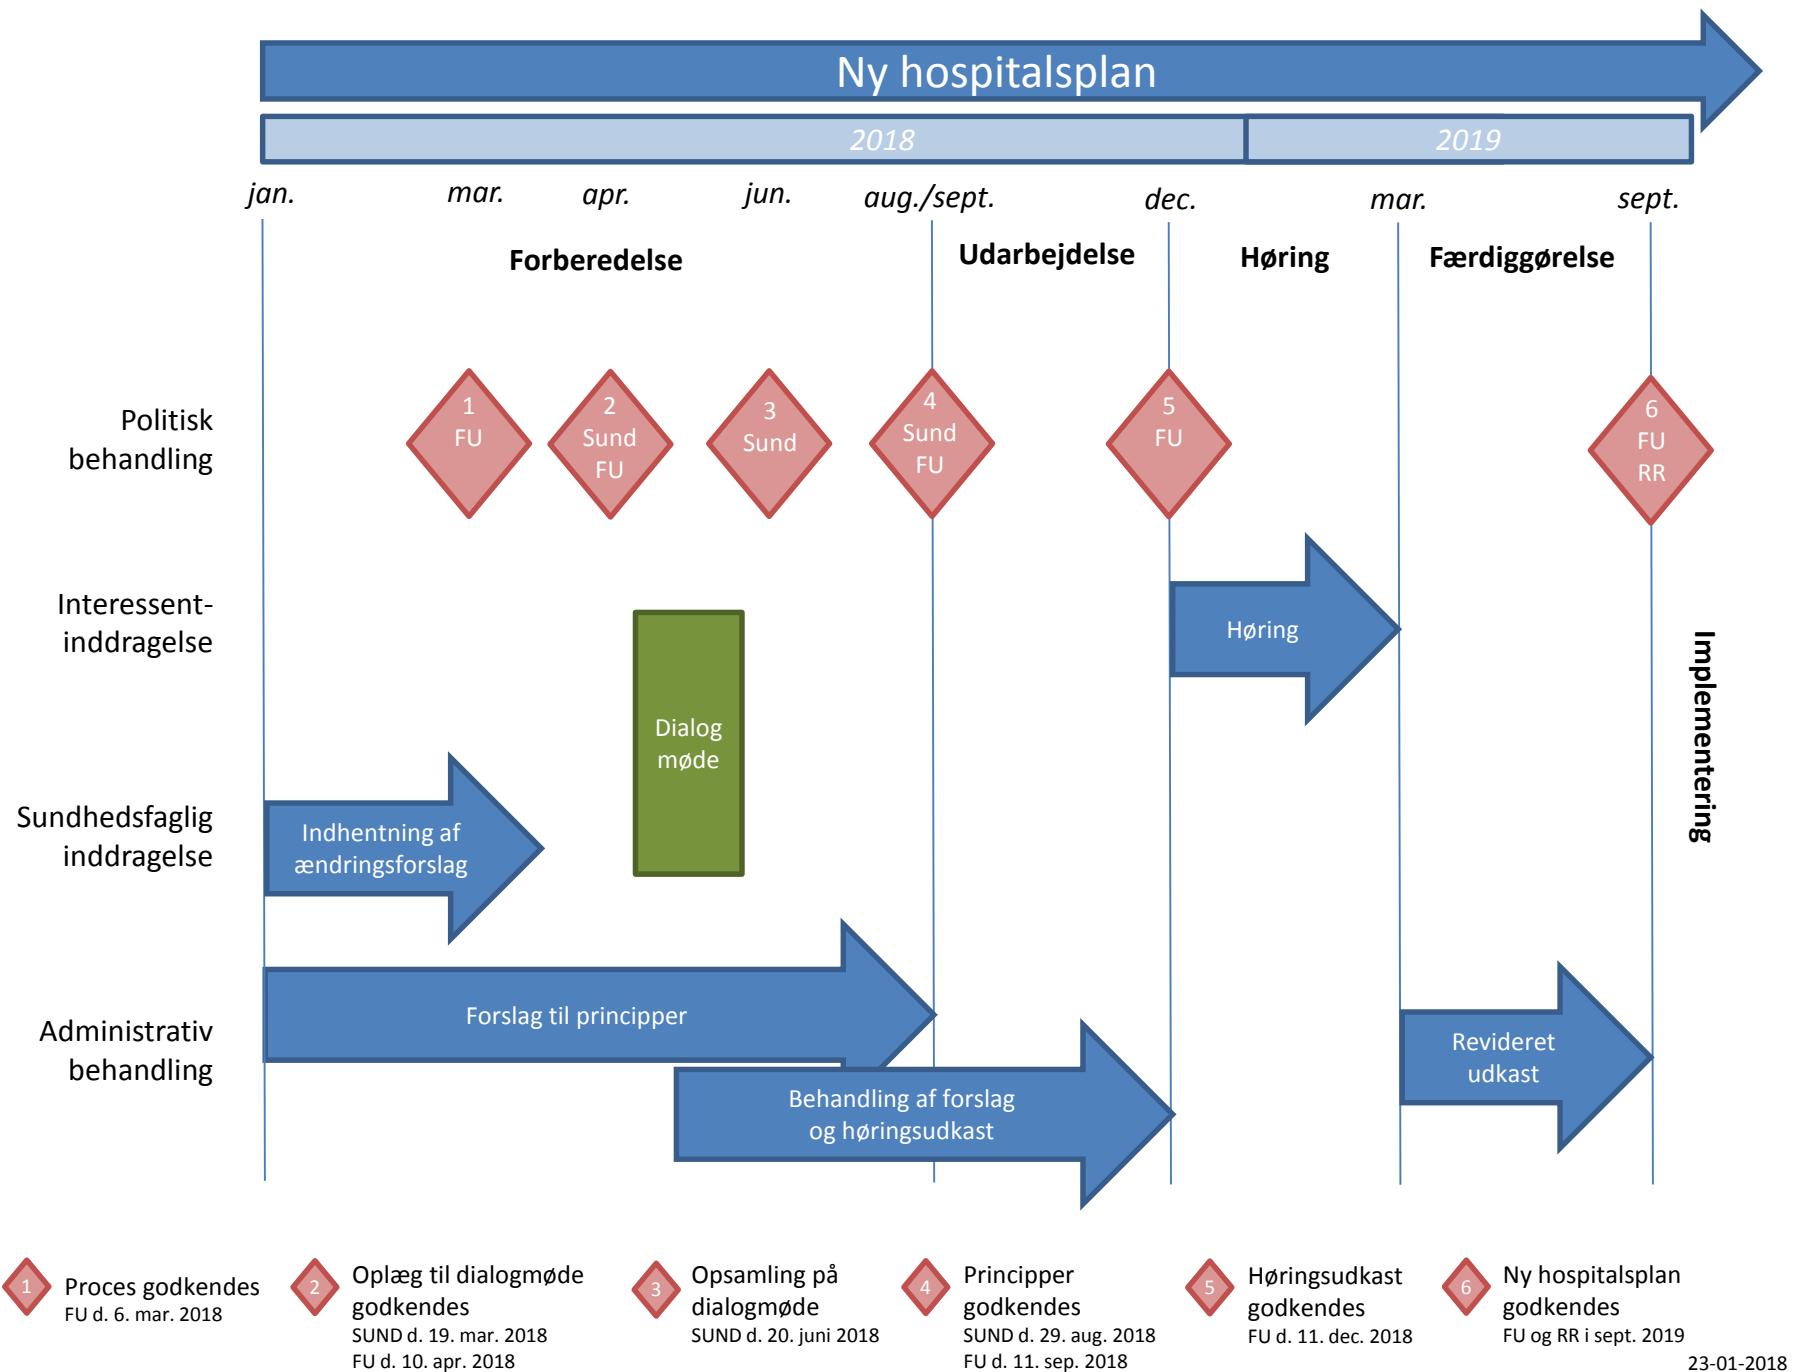 Ny hospitalsplan
2018
2019
jan.
mar.
apr.
jun.
aug./sept.
dec.
mar.
sept.
Forberedelse
Udarbejdelse
Høring
Færdiggørelse
Politisk
behandling
1
FU
2
Sund
FU
3
Sund
4
Sund
FU
5
FU
6
FU
RR
Interessent-
inddragelse
Høring
Dialog
møde
Implementering
Sundhedsfaglig
inddragelse
Indhentning af
ændringsforslag
Administrativ
behandling
Forslag til principper
Behandling af forslag
og høringsudkast
Revideret
udkast
1
Proces godkendes
FU d. 6. mar. 2018
2
Oplæg til dialogmøde
godkendes
SUND d. 19. mar. 2018
FU d. 10. apr. 2018
3
Opsamling på
dialogmøde
SUND d. 20. juni 2018
4
Principper
godkendes
SUND d. 29. aug. 2018
FU d. 11. sep. 2018
5
Høringsudkast
godkendes
FU d. 11. dec. 2018
6
Ny hospitalsplan
godkendes
FU og RR i sept. 2019
23-01-2018